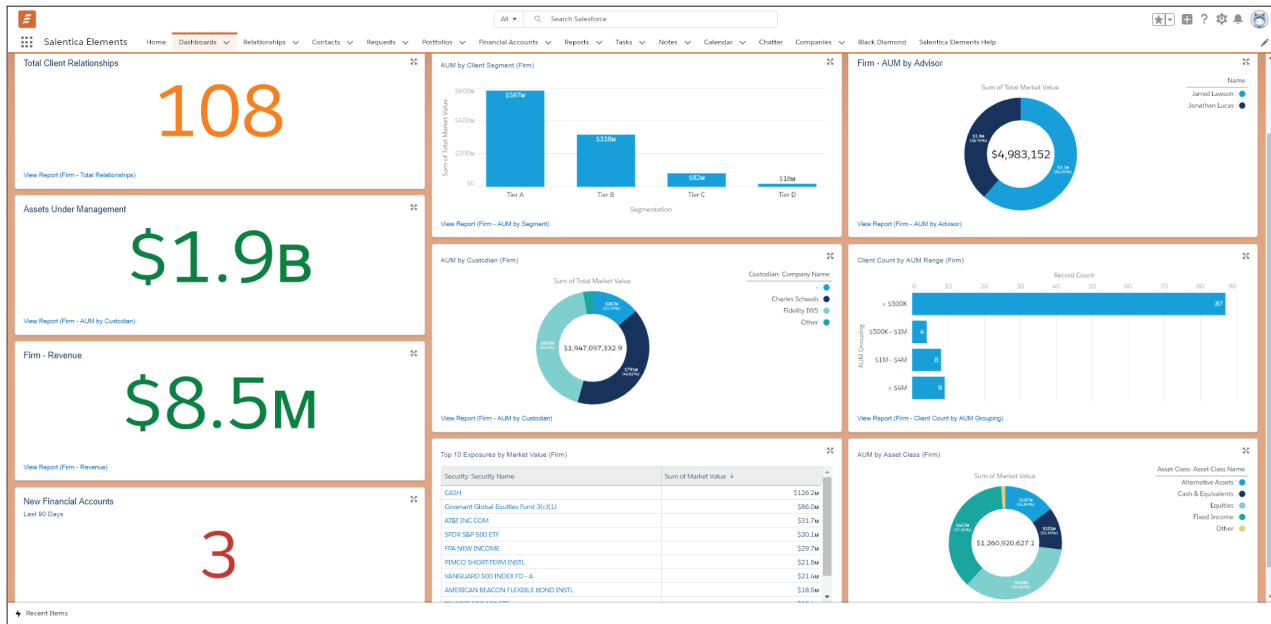 All
Search Salesforce
Salentica Elements
Home
Dashboards
Relationships
Contacts
Requests
Portfolios
Financial Accounts
Reports
Tasks
Notes
Calendar
Chatter
Companies
Black Diamond
Salentica Elements Help
Total Client Relationships
108
View Report (Firm - Total Relationships)
Assets Under Management
$1.9B
View Report (Firm - AUM by Custodian)
Firm - Revenue
$8.5M
View Report (Firm - Revenue)
New Financial Accounts
Last 90 Days
3
AUM by Client Segment (Firm)
Sum of Total Market Value
$600M
$400M
$200M
$0
$587M
$318M
$82M
$18M
Tier A
Tier B
Tier C
Tier D
Segmentation
View Report (Firm - AUM by Segment)
AUM by Custodian (Firm)
Sum of Total Market Value
Custodian: Company Name
-
Charles Schwab
Fidelity IWS
Other
$1,947,097,332.9
View Report (Firm - AUM by Custodian)
Top 10 Exposures by Market Value (Firm)
Security: Security Name
Sum of Market Value ↓
CASH $126.2M
Covenant Global Equities Fund 3(c)(1) $86.0M
AT&T INC COM $31.7M
SPDR S&P 500 ETF $30.1M
FPA NEW INCOME $29.7M
PIMCO SHORT-TERM INSTL $21.8M
VANGUARD 500 INDEX FD - A $21.4M
AMERICAN BEACON FLEXIBLE BOND INSTL $18.5M
Firm - AUM by Advisor
Sum of Total Market Value
Name
Jarred Lawson
Jonathan Lucas
$4,983,152
View Report (Firm - AUM by Advisor)
Client Count by AUM Range (Firm)
Record Count
0 10 20 30 40 50 60 70 80 90
AUM Grouping
< $500K 87
$500K - $1M 4
$1M - $4M 8
> $4M 9
View Report (Firm - Client Count by AUM Grouping)
AUM by Asset Class (Firm)
Sum of Market Value
Asset Class: Asset Class Name
Alternative Assets
Cash & Equivalents
Equities
Fixed Income
Other
$1,260,920,627.1
Recent Items